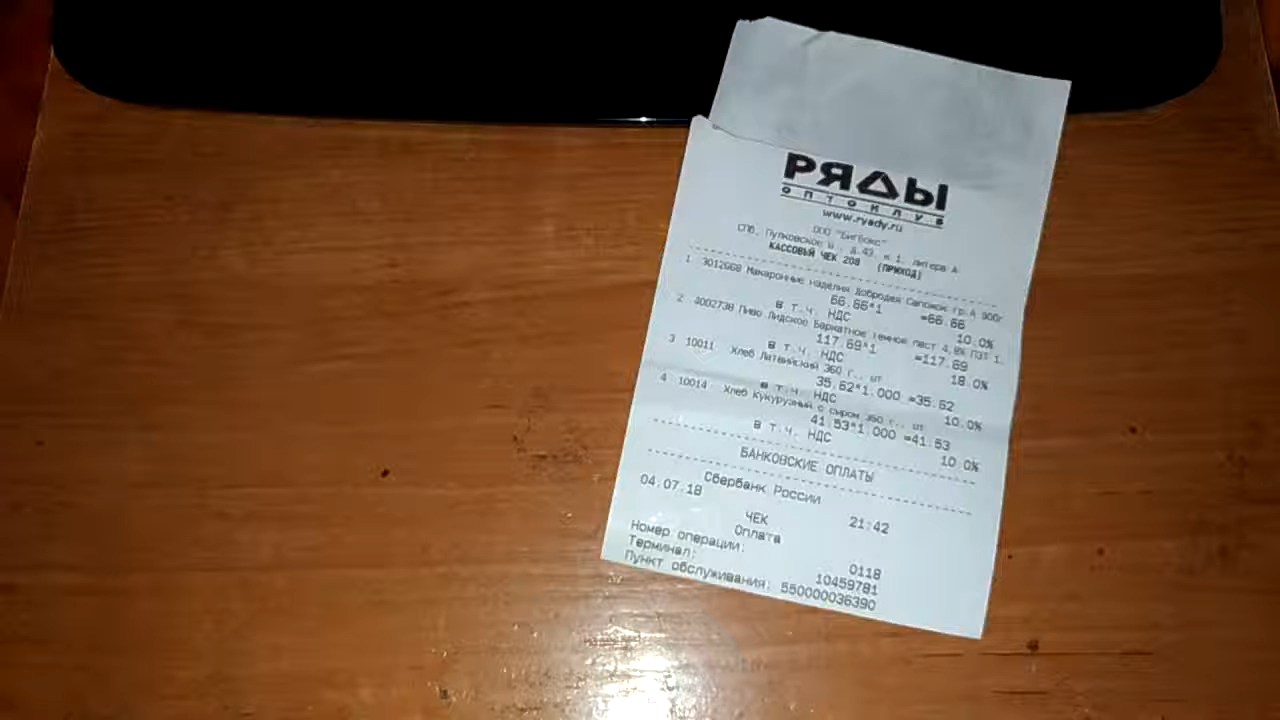 РЯДЫ
ОПТОКЛУБ
www.ryady.ru
ООО "Бигбокс"
СПб, Пулковское ш., д.43, к 1, литера А
КАССОВЫЙ ЧЕК 208 (ПРИХОД)
1 3012668 Макаронные изделия Добродея Сапожок гр.А 900г
66.66*1 =66.66
в т.ч. НДС 10.0%
2 4002738 Пиво Лидское Бархатное темное паст 4,8% ПЭТ 1.
117.69*1 =117.69
в т.ч. НДС 18.0%
3 10011 Хлеб Литвийский 360 г., шт
35.62*1.000 =35.62
в т.ч. НДС 10.0%
4 10014 Хлеб Кукурузный с сыром 360 г., шт
41.53*1.000 =41.53
в т.ч. НДС 10.0%
БАНКОВСКИЕ ОПЛАТЫ
Сбербанк России
04.07.18 21:42
ЧЕК
Оплата
Номер операции: 0118
Терминал: 10459781
Пункт обслуживания: 550000036390